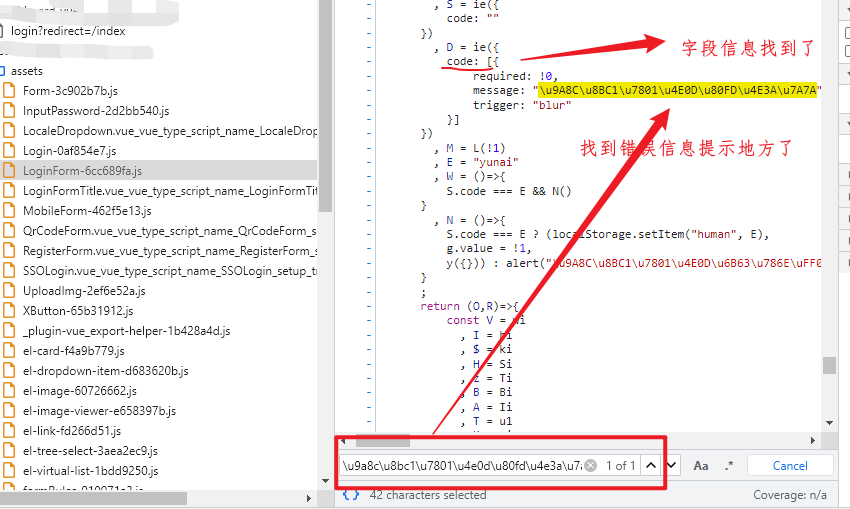 login?redirect=/index
assets
Form-3c902b7b.js
InputPassword-2d2bb540.js
LocaleDropdown.vue_vue_type_script_name_LocaleDrop
Login-0af854e7.js
LoginForm-6cc689fa.js
LoginFormTitle.vue_vue_type_script_name_LoginFormTit
MobileForm-462f5e13.js
QrCodeForm.vue_vue_type_script_name_QrCodeForm_s
RegisterForm.vue_vue_type_script_name_RegisterForm_s
SSOLogin.vue_vue_type_script_name_SSOLogin_setup_tr
UploadImg-2ef6e52a.js
XButton-65b31912.js
_plugin-vue_export-helper-1b428a4d.js
el-card-f4a9b779.js
el-dropdown-item-d683620b.js
el-image-60726662.js
el-image-viewer-e658397b.js
el-link-fd266d51.js
el-tree-select-3aea2ec9.js
el-virtual-list-1bdd9250.js
, S = ie({
code: ""
})
, D = ie({
code: [{
required: !0,
message: "\u9A8C\u8BC1\u7801\u4E0D\u80FD\u4E3A\u7A7A"
trigger: "blur"
}]
})
, M = L(!1)
, E = "yunai"
, W = ()=>{
S.code === E && N()
}
, N = ()=>{
S.code === E ? (localStorage.setItem("human", E),
g.value = !1,
y({})) : alert("\u9A8C\u8BC1\u7801\u4E0D\u6B63\u786E\uFF0
}
;
return (O,R)=>{
const V =
, I =
, $ = ki
, H = Si
, z = Ti
, B = Bi
, A = Ii
, T = u1
字段信息找到了
找到错误信息提示地方了
\u9a8c\u8bc1\u7801\u4e0d\u80fd\u4e3a\u7a 1 of 1 Aa .* Cancel
{} 42 characters selected Coverage: n/a